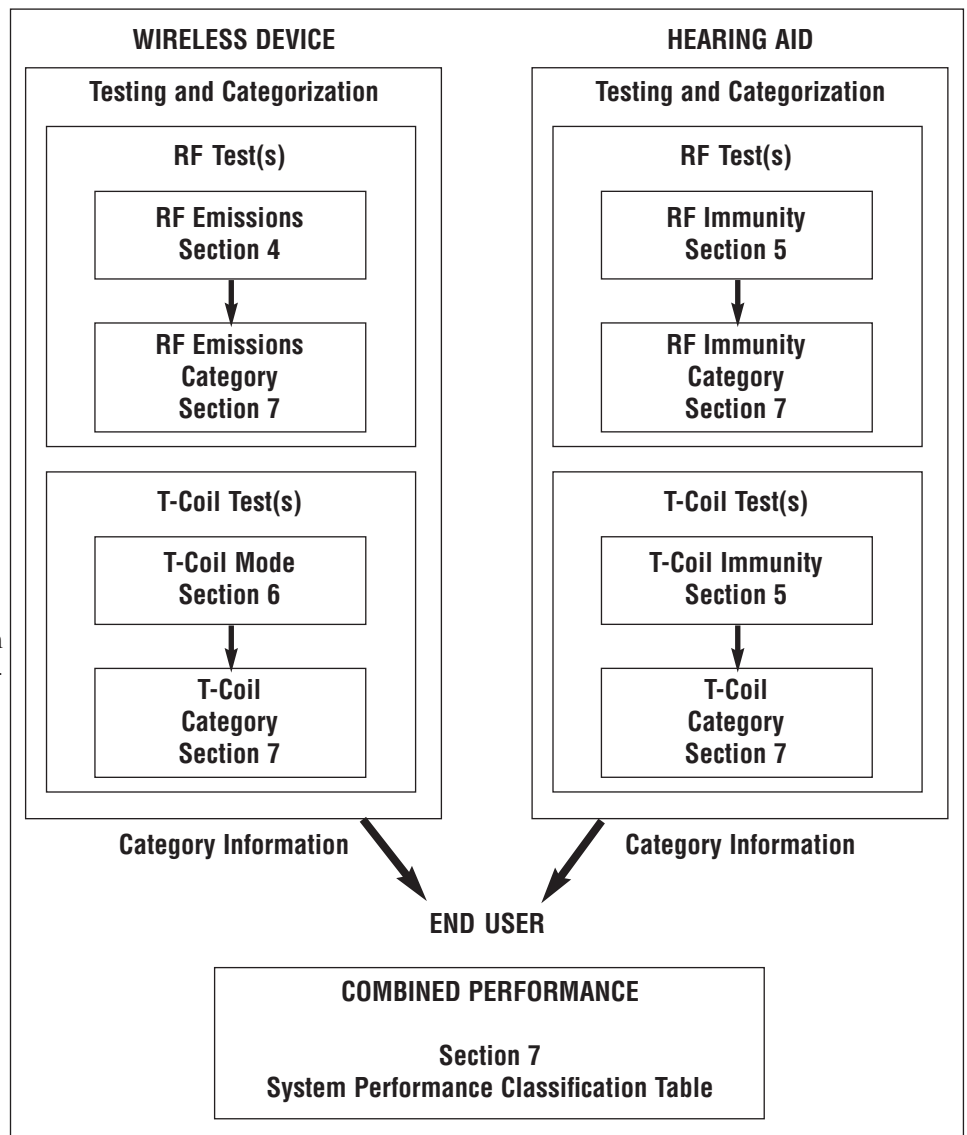 WIRELESS DEVICE
Testing and Categorization
RF Test(s)
RF Emissions
Section 4
RF Emissions
Category
Section 7
T-Coil Test(s)
T-Coil Mode
Section 6
T-Coil
Category
Section 7
Category Information
HEARING AID
Testing and Categorization
RF Test(s)
RF Immunity
Section 5
RF Immunity
Category
Section 7
T-Coil Test(s)
T-Coil Immunity
Section 5
T-Coil
Category
Section 7
Category Information
END USER
COMBINED PERFORMANCE
Section 7
System Performance Classification Table